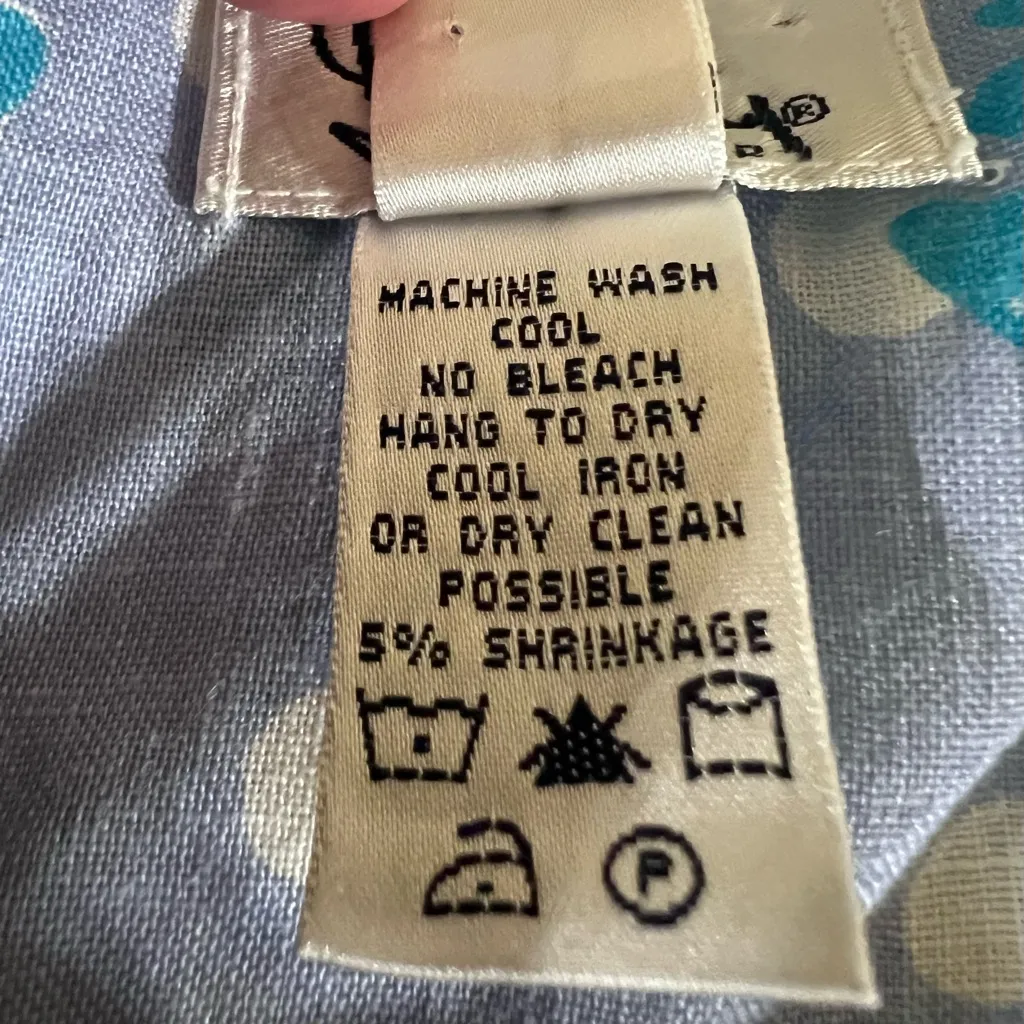 ®
MACHINE WASH
COOL
NO BLEACH
HANG TO DRY
COOL IRON
OR DRY CLEAN
POSSIBLE
5% SHRINKAGE
P